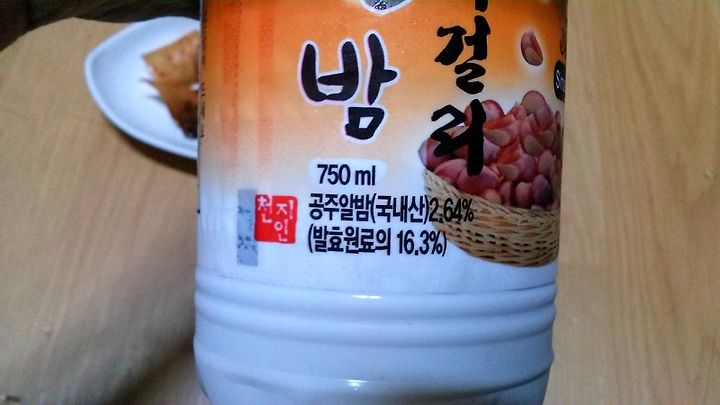 밤
걸리
750 ml
천지인
공주알밤(국내산)2.64%
(발효원료의 16.3%)